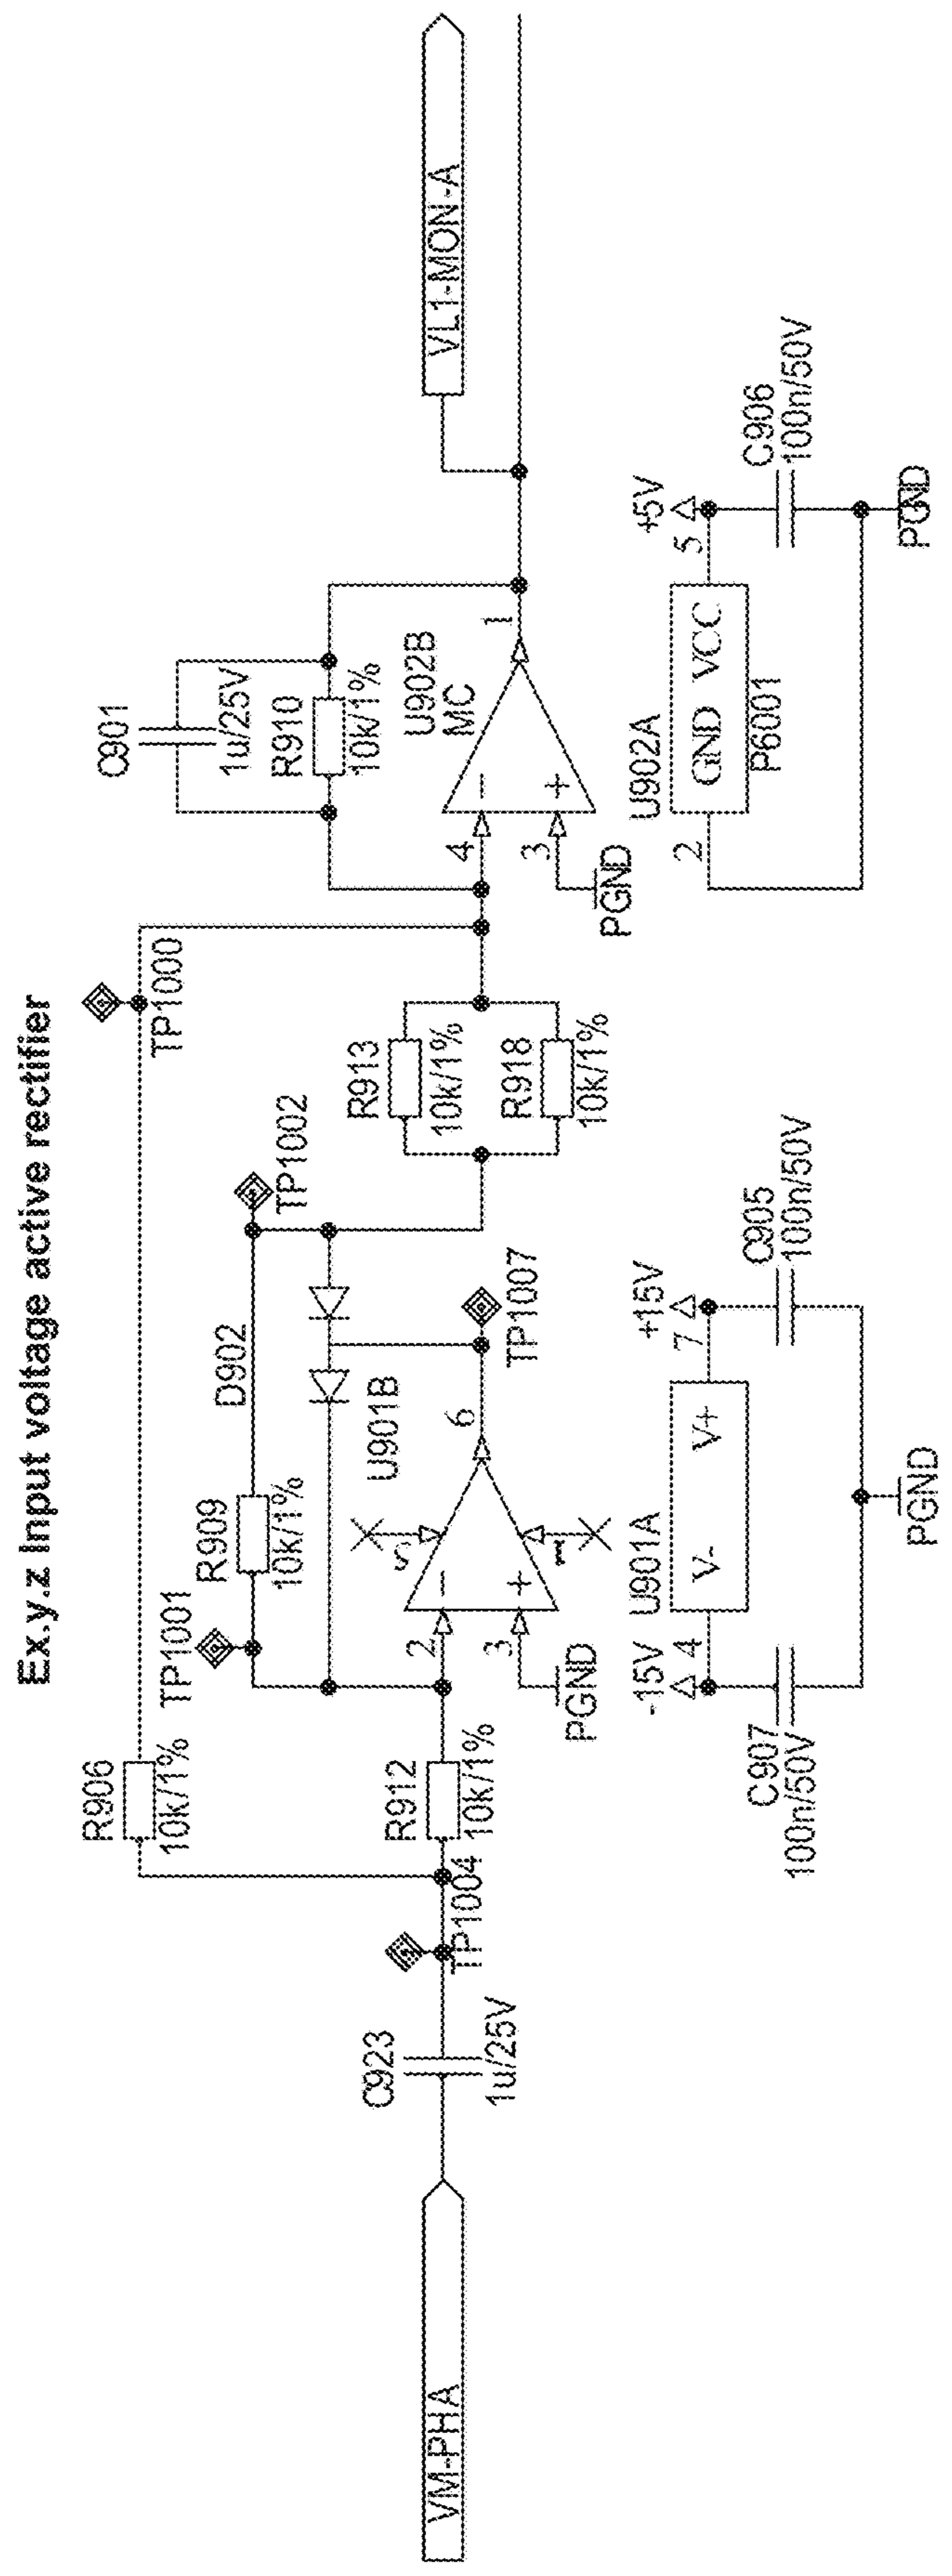 Ex.y.z Input voltage active rectifier
VM-PHA
C923
1u/25V
TP1004
R906
10k/1%
R912
10k/1%
TP1001
R909
10k/1%
D902
TP1002
TP1000
2
3
PGND
5
1
U901B
6
TP1007
R913
10k/1%
R918
10k/1%
C901
1u/25V
R910
10k/1%
4
3
PGND
U902B
MC
1
VL1-MON-A
-15V
4
C907
100n/50V
U901A
V- V+
+15V
7
C905
100n/50V
PGND
2
U902A
GND VCC
P6001
+5V
5
C906
100n/50V
PGND